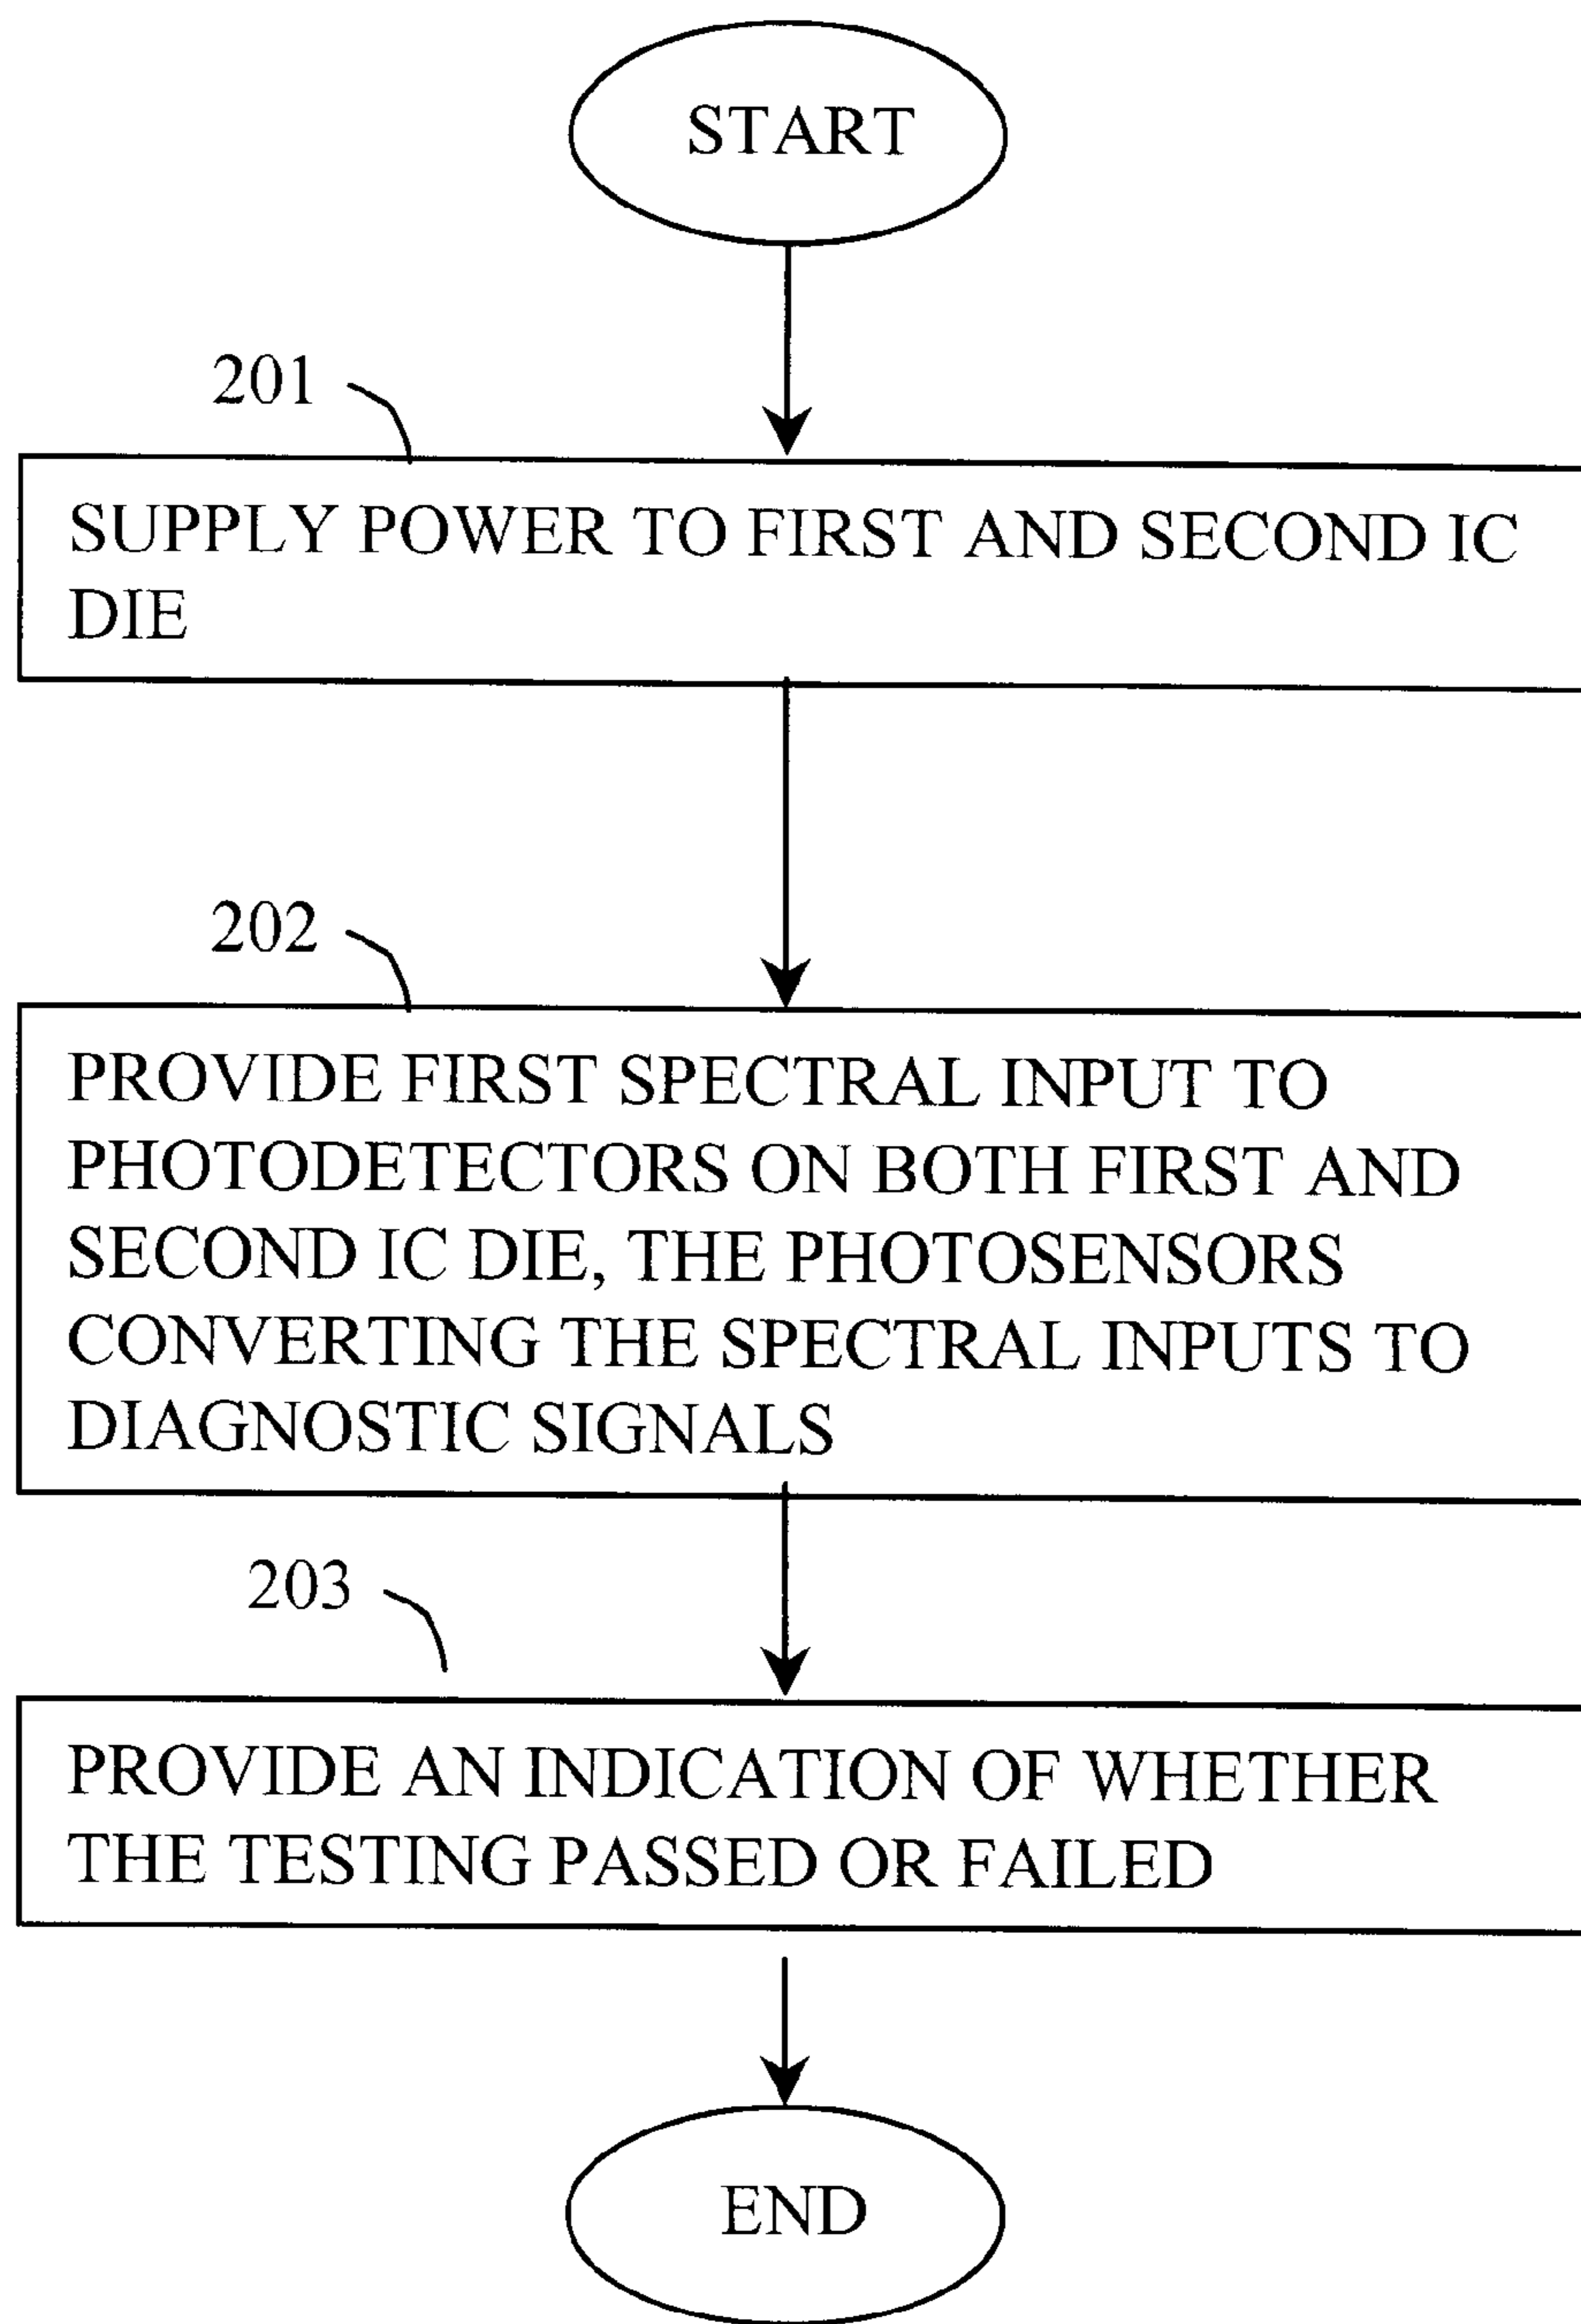 START
201
SUPPLY POWER TO FIRST AND SECOND IC
DIE
202
PROVIDE FIRST SPECTRAL INPUT TO
PHOTODETECTORS ON BOTH FIRST AND
SECOND IC DIE, THE PHOTOSENSORS
CONVERTING THE SPECTRAL INPUTS TO
DIAGNOSTIC SIGNALS
203
PROVIDE AN INDICATION OF WHETHER
THE TESTING PASSED OR FAILED
END